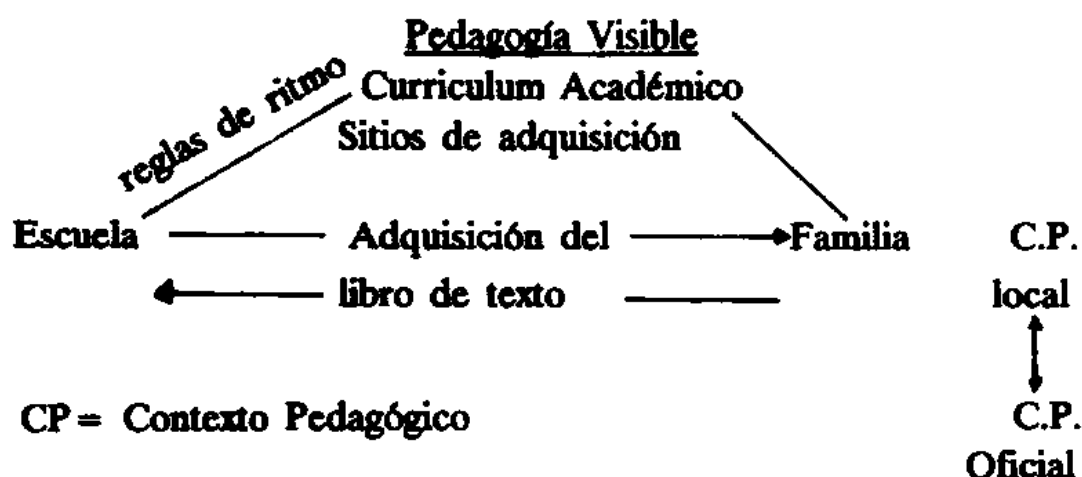 Pedagogía Visible
reglas de ritmo
Curriculum Académico
Sitios de adquisición
Escuela Adquisición del Familia C.P.
libro de texto local
CP = Contexto Pedagógico C.P.
Oficial